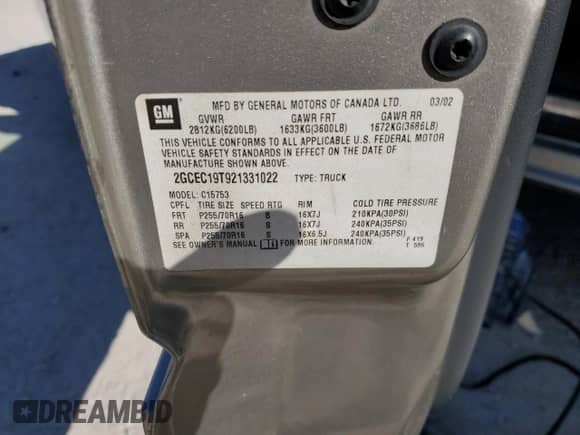 GM
MFD BY GENERAL MOTORS OF CANADA LTD. 03/02
GVWR GAWR FRT GAWR RR
2812KG(6200LB) 1633KG(3600LB) 1672KG(3686LB)
THIS VEHICLE CONFORMS TO ALL APPLICABLE U.S. FEDERAL MOTOR
VEHICLE SAFETY STANDARDS IN EFFECT ON THE DATE OF
MANUFACTURE SHOWN ABOVE.
2GCEC19T921331022 TYPE: TRUCK
MODEL: C15753
CPFL TIRE SIZE SPEED RTG RIM COLD TIRE PRESSURE
FRT P255/70R16 S 16X7J 210KPA(30PSI)
RR P255/70R16 S 16X7J 240KPA(35PSI)
SPA P255/70R16 S 16X6.5J 240KPA(35PSI)
SEE OWNER'S MANUAL FOR MORE INFORMATION.
F 419
T 586
DREAMBID